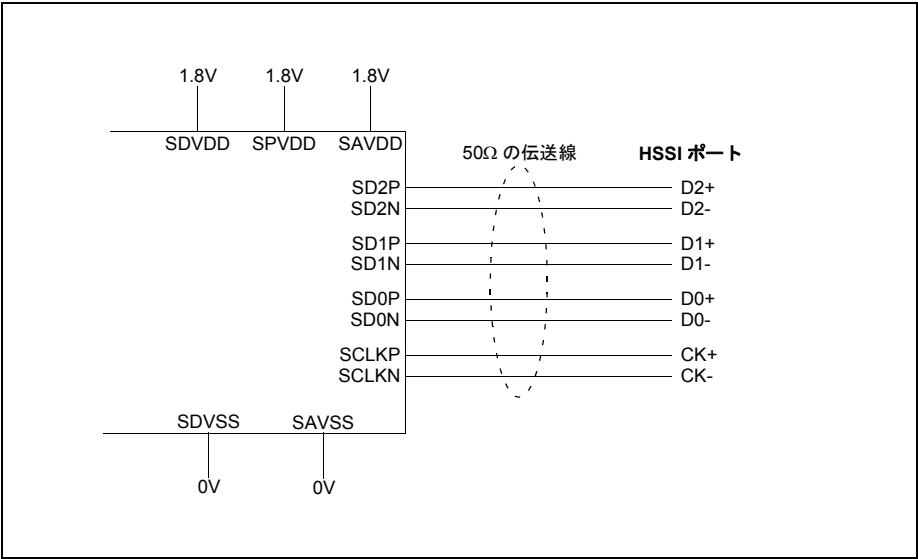 1.8V 1.8V 1.8V
SDVDD SPVDD SAVDD
50Ω の伝送線 HSSI ポート
SD2P D2+
SD2N D2-
SD1P D1+
SD1N D1-
SD0P D0+
SD0N D0-
SCLKP CK+
SCLKN CK-
SDVSS SAVSS
0V 0V